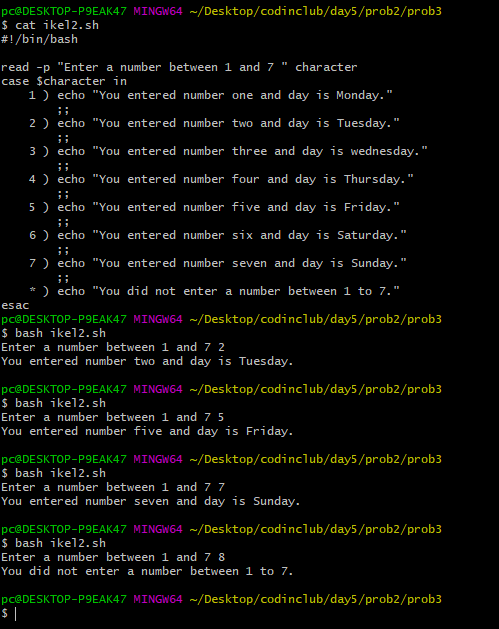 pc@DESKTOP-P9EAK47 MINGW64 ~/Desktop/codinclub/day5/prob2/prob3
$ cat ikel2.sh
#!/bin/bash

read -p "Enter a number between 1 and 7 " character
case $character in
    1 ) echo "You entered number one and day is Monday."
        ;;
    2 ) echo "You entered number two and day is Tuesday."
        ;;
    3 ) echo "You entered number three and day is wednesday."
        ;;
    4 ) echo "You entered number four and day is Thursday."
        ;;
    5 ) echo "You entered number five and day is Friday."
        ;;
    6 ) echo "You entered number six and day is Saturday."
        ;;
    7 ) echo "You entered number seven and day is Sunday."
        ;;
    * ) echo "You did not enter a number between 1 to 7."
esac
pc@DESKTOP-P9EAK47 MINGW64 ~/Desktop/codinclub/day5/prob2/prob3
$ bash ikel2.sh
Enter a number between 1 and 7 2
You entered number two and day is Tuesday.

pc@DESKTOP-P9EAK47 MINGW64 ~/Desktop/codinclub/day5/prob2/prob3
$ bash ikel2.sh
Enter a number between 1 and 7 5
You entered number five and day is Friday.

pc@DESKTOP-P9EAK47 MINGW64 ~/Desktop/codinclub/day5/prob2/prob3
$ bash ikel2.sh
Enter a number between 1 and 7 7
You entered number seven and day is Sunday.

pc@DESKTOP-P9EAK47 MINGW64 ~/Desktop/codinclub/day5/prob2/prob3
$ bash ikel2.sh
Enter a number between 1 and 7 8
You did not enter a number between 1 to 7.

pc@DESKTOP-P9EAK47 MINGW64 ~/Desktop/codinclub/day5/prob2/prob3
$